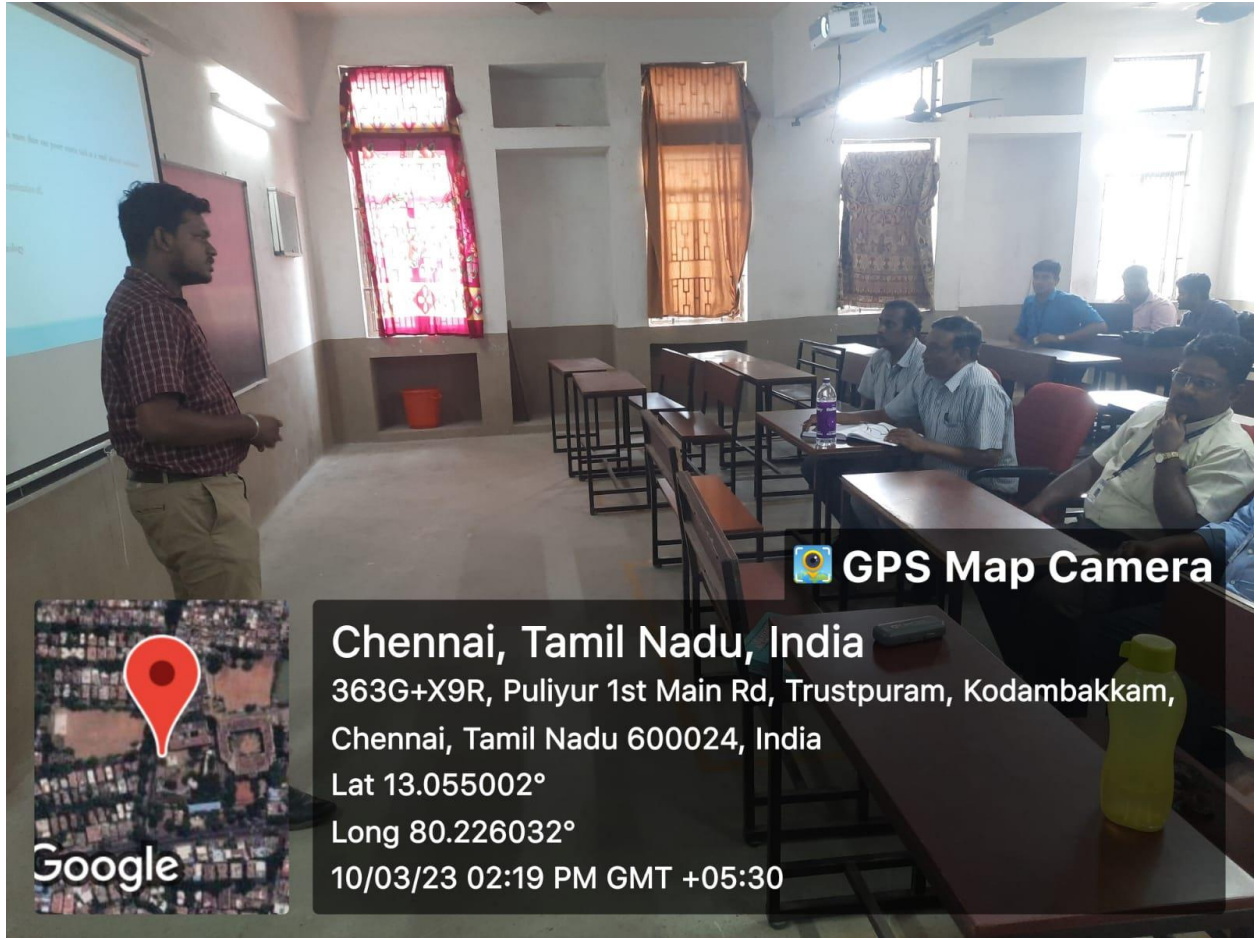 GPS Map Camera
Chennai, Tamil Nadu, India
363G+X9R, Puliyur 1st Main Rd, Trustpuram, Kodambakkam,
Chennai, Tamil Nadu 600024, India
Lat 13.055002°
Long 80.226032°
10/03/23 02:19 PM GMT +05:30
Google